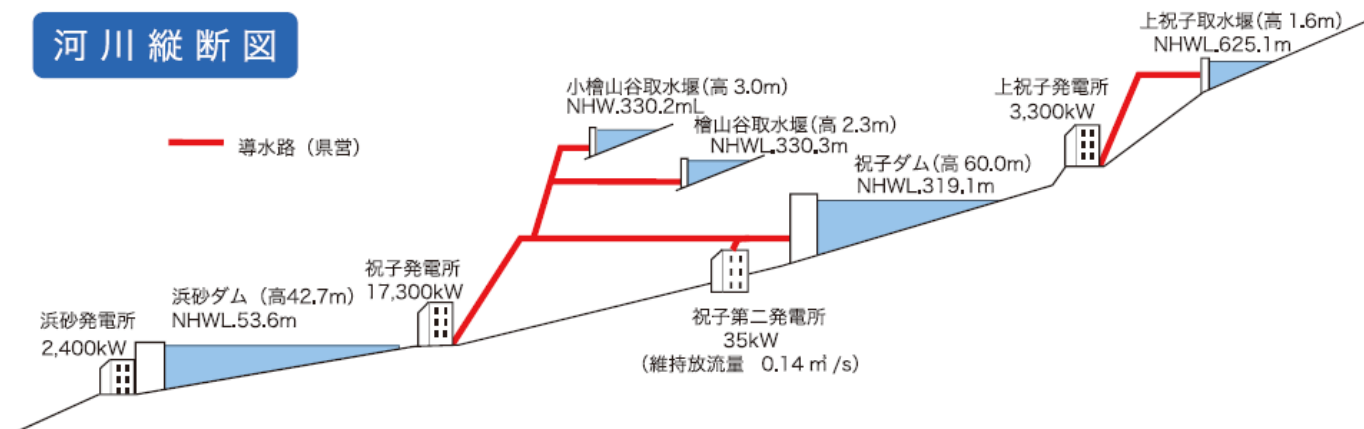 河川縦断図
導水路（県営）
上祝子取水堰(高 1.6m)
NHWL.625.1m
上祝子発電所
3,300kW
小檜山谷取水堰(高 3.0m)
NHW.330.2mL
檜山谷取水堰(高 2.3m)
NHWL.330.3m
祝子ダム(高 60.0m)
NHWL.319.1m
祝子発電所
17,300kW
浜砂ダム（高42.7m)
NHWL.53.6m
浜砂発電所
2,400kW
祝子第二発電所
35kW
（維持放流量　0.14 ㎥ /s）